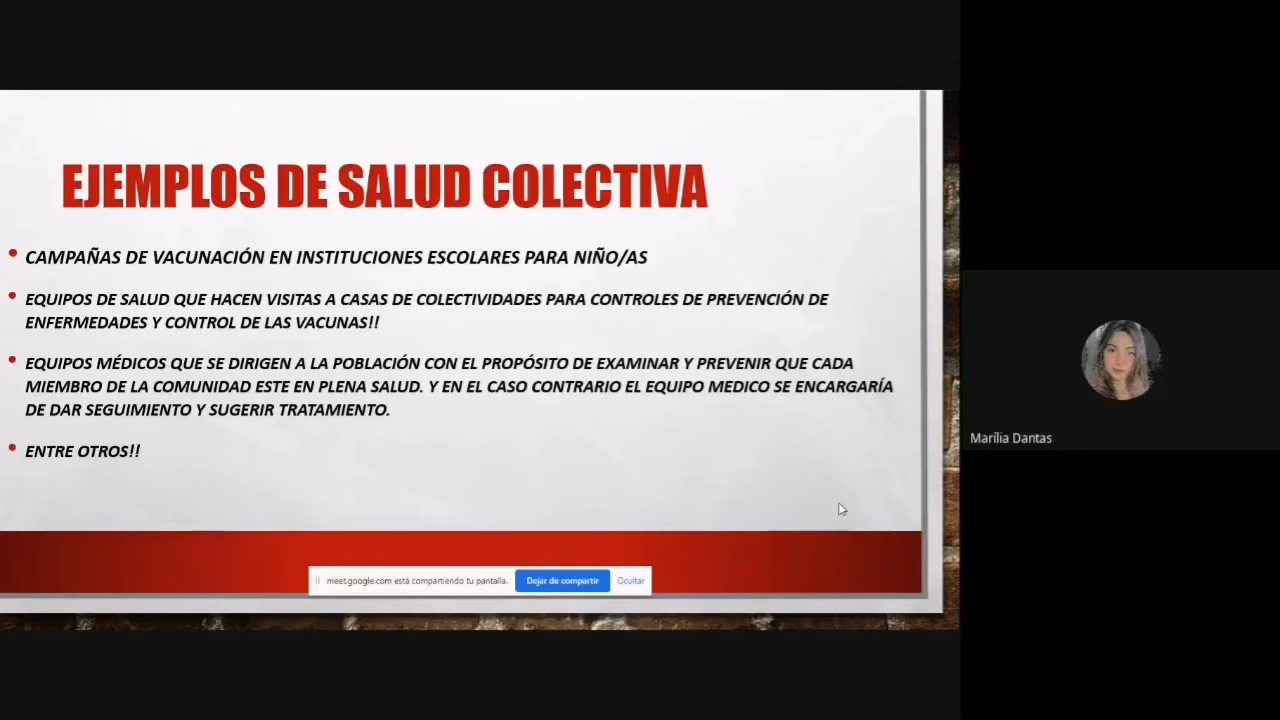 EJEMPLOS DE SALUD COLECTIVA
• CAMPAÑAS DE VACUNACIÓN EN INSTITUCIONES ESCOLARES PARA NIÑO/AS
• EQUIPOS DE SALUD QUE HACEN VISITAS A CASAS DE COLECTIVIDADES PARA CONTROLES DE PREVENCIÓN DE
ENFERMEDADES Y CONTROL DE LAS VACUNAS!!
• EQUIPOS MÉDICOS QUE SE DIRIGEN A LA POBLACIÓN CON EL PROPÓSITO DE EXAMINAR Y PREVENIR QUE CADA
MIEMBRO DE LA COMUNIDAD ESTE EN PLENA SALUD. Y EN EL CASO CONTRARIO EL EQUIPO MEDICO SE ENCARGARÍA
DE DAR SEGUIMIENTO Y SUGERIR TRATAMIENTO.
• ENTRE OTROS!!
meet.google.com está compartiendo tu pantalla. Dejar de compartir Ocultar
Marília Dantas